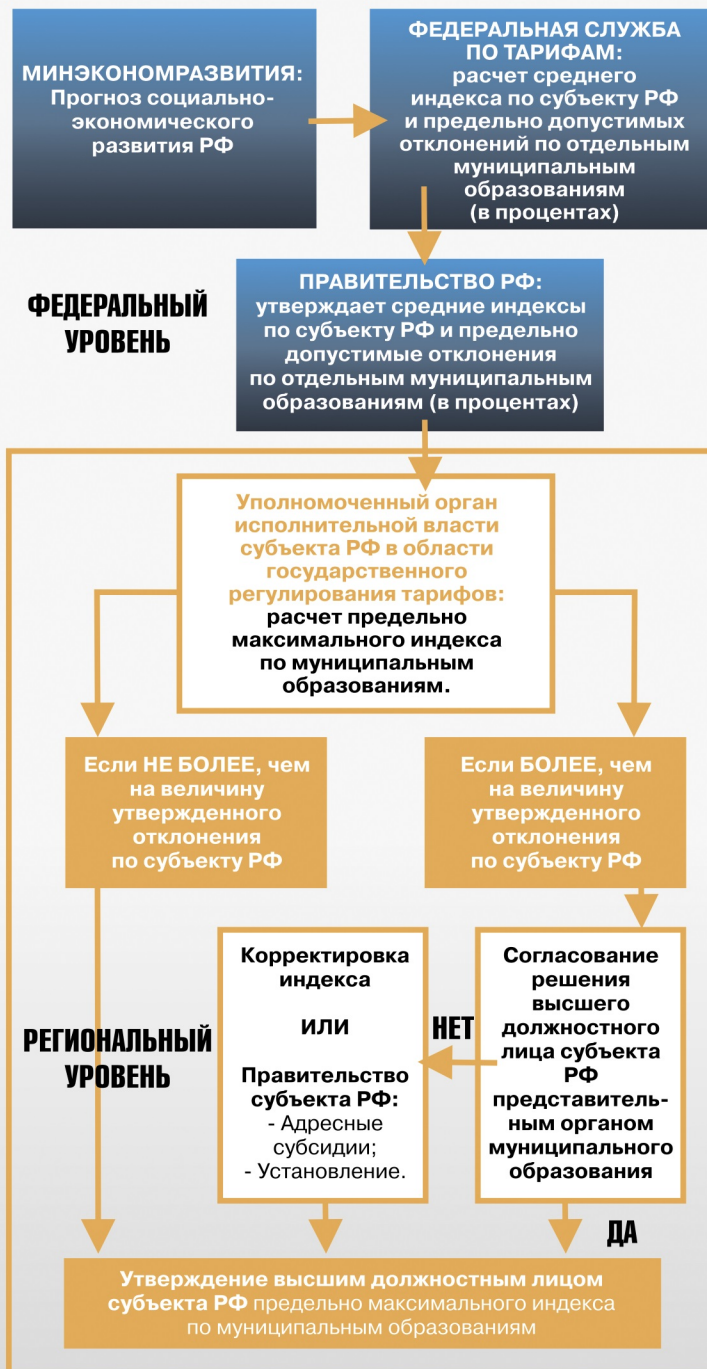 МИНЭКОНОМРАЗВИТИЯ:
Прогноз социально-
экономического
развития РФ
ФЕДЕРАЛЬНАЯ СЛУЖБА
ПО ТАРИФАМ:
расчет среднего
индекса по субъекту РФ
и предельно допустимых
отклонений по отдельным
муниципальным
образованиям
(в процентах)
ФЕДЕРАЛЬНЫЙ
УРОВЕНЬ
ПРАВИТЕЛЬСТВО РФ:
утверждает средние индексы
по субъекту РФ и предельно
допустимые отклонения
по отдельным муниципальным
образованиям (в процентах)
Уполномоченный орган
исполнительной власти
субъекта РФ в области
государственного
регулирования тарифов:
расчет предельно
максимального индекса
по муниципальным
образованиям.
Если НЕ БОЛЕЕ, чем
на величину
утвержденного
отклонения
по субъекту РФ
Если БОЛЕЕ, чем
на величину
утвержденного
отклонения
по субъекту РФ
РЕГИОНАЛЬНЫЙ
УРОВЕНЬ
Корректировка
индекса
ИЛИ
Правительство
субъекта РФ:
- Адресные
субсидии;
- Установление.
НЕТ
Согласование
решения
высшего
должностного
лица субъекта
РФ
представитель-
ным органом
муниципального
образования
ДА
Утверждение высшим должностным лицом
субъекта РФ предельно максимального индекса
по муниципальным образованиям